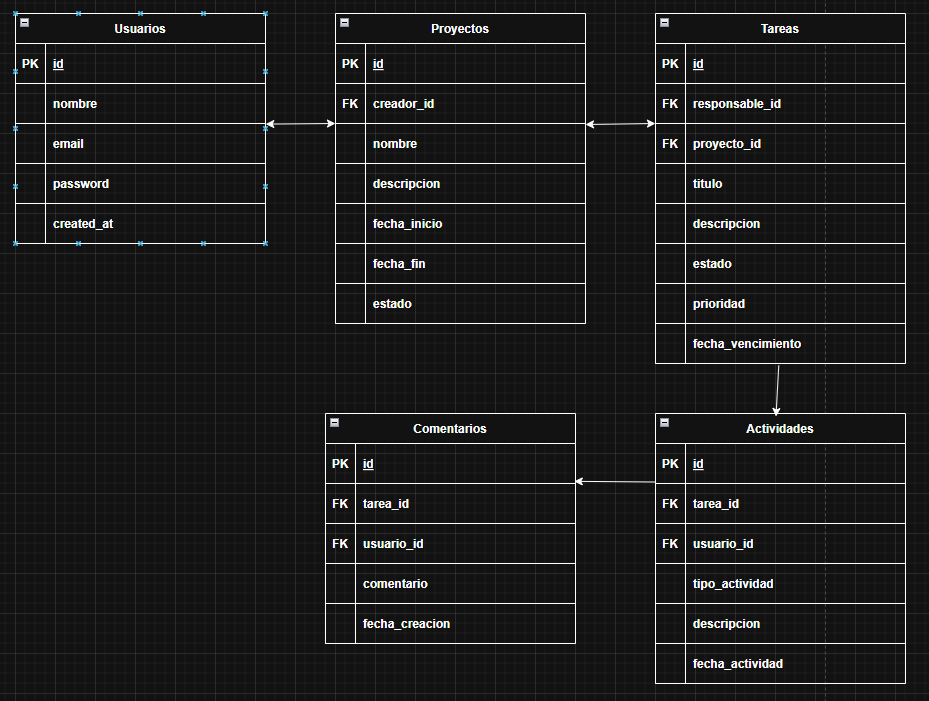 Usuarios
PK id
nombre
email
password
created_at
Proyectos
PK id
FK creador_id
nombre
descripcion
fecha_inicio
fecha_fin
estado
Tareas
PK id
FK responsable_id
FK proyecto_id
titulo
descripcion
estado
prioridad
fecha_vencimiento
Comentarios
PK id
FK tarea_id
FK usuario_id
comentario
fecha_creacion
Actividades
PK id
FK tarea_id
FK usuario_id
tipo_actividad
descripcion
fecha_actividad